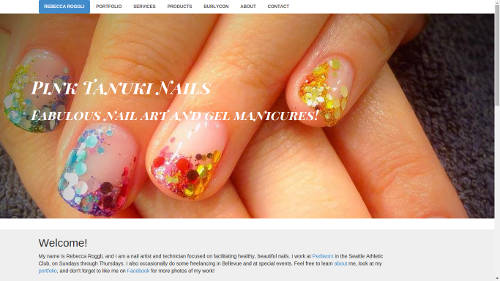 REBECCA ROGGLI PORTFOLIO SERVICES PRODUCTS BURLYCON ABOUT CONTACT
Pink Tanuki Nails
Fabulous nail art and gel manicures!
Welcome!
My name is Rebecca Roggli, and I am a nail artist and technician focused on facilitating healthy, beautiful nails. I work at Penbean in the Seattle Athletic
Club, on Sundays through Thursdays. I also occasionally do some freelancing in Bellevue and at special events. Feel free to learn about me, look at my
portfolio, and don't forget to like me on Facebook for more photos of my work!